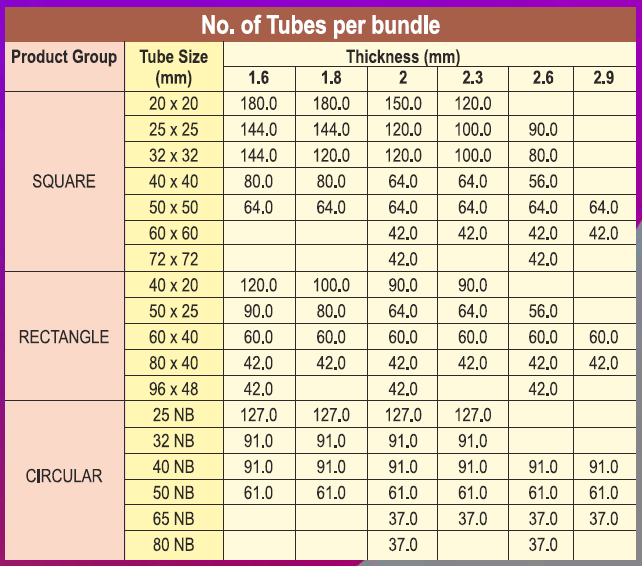 No. of Tubes per bundle
Product Group Tube Size (mm) Thickness (mm)
1.6 1.8 2 2.3 2.6 2.9
SQUARE
20 x 20 180.0 180.0 150.0 120.0
25 x 25 144.0 144.0 120.0 100.0 90.0
32 x 32 144.0 120.0 120.0 100.0 80.0
40 x 40 80.0 80.0 64.0 64.0 56.0
50 x 50 64.0 64.0 64.0 64.0 64.0 64.0
60 x 60 42.0 42.0 42.0 42.0
72 x 72 42.0 42.0
RECTANGLE
40 x 20 120.0 100.0 90.0 90.0
50 x 25 90.0 80.0 64.0 64.0 56.0
60 x 40 60.0 60.0 60.0 60.0 60.0 60.0
80 x 40 42.0 42.0 42.0 42.0 42.0 42.0
96 x 48 42.0 42.0 42.0
CIRCULAR
25 NB 127.0 127.0 127.0 127.0
32 NB 91.0 91.0 91.0 91.0
40 NB 91.0 91.0 91.0 91.0 91.0 91.0
50 NB 61.0 61.0 61.0 61.0 61.0 61.0
65 NB 37.0 37.0 37.0 37.0
80 NB 37.0 37.0